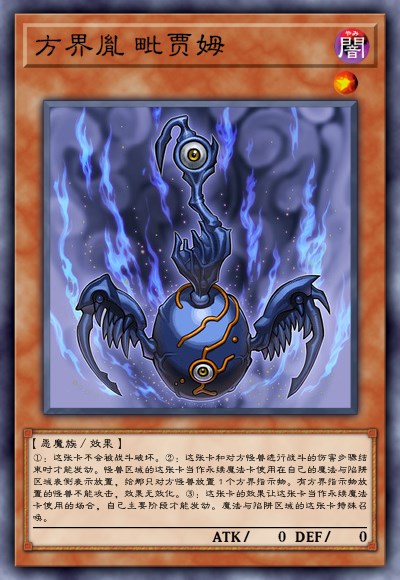 方界胤 毗贾姆
やみ
闇
【恶魔族/效果】
①：这张卡不会被战斗破坏。②：这张卡和对方怪兽进行战斗的伤害步骤结
束时才能发动。怪兽区域的这张卡当作永续魔法卡使用在自己的魔法与陷阱
区域表侧表示放置，给那只对方怪兽放置1个方界指示物。有方界指示物放
置的怪兽不能攻击，效果无效化。③：这张卡的效果让这张卡当作永续魔法
卡使用的场合，自己主要阶段才能发动。魔法与陷阱区域的这张卡特殊召
唤。
ATK/ 0 DEF/ 0